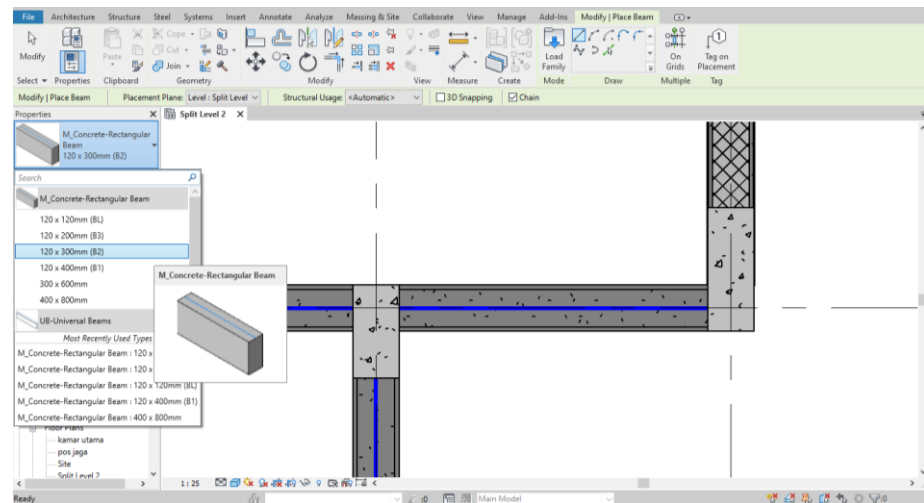 File Architecture Structure Steel Systems Insert Annotate Analyze Massing & Site Collaborate View Manage Add-Ins Modify | Place Beam
Modify Paste Cope Cut Join Load Family On Grids Tag on Placement
Select Properties Clipboard Geometry Modify View Measure Create Mode Draw Multiple Tag
Modify | Place Beam Placement Plane: Level : Split Level Structural Usage: <Automatic> 3D Snapping Chain
Properties X Split Level 2 X
M_Concrete-Rectangular
Beam
120 x 300mm (B2)
Search
M_Concrete-Rectangular Beam
120 x 120mm (BL)
120 x 200mm (B3)
120 x 300mm (B2)
120 x 400mm (B1)
300 x 600mm
400 x 800mm
M_Concrete-Rectangular Beam
UB-Universal Beams
Most Recently Used Types
M_Concrete-Rectangular Beam : 120 x
M_Concrete-Rectangular Beam : 120 x
M_Concrete-Rectangular Beam : 120 x 120mm (BL)
M_Concrete-Rectangular Beam : 120 x 400mm (B1)
M_Concrete-Rectangular Beam : 400 x 800mm
Floor Plans
kamar utama
pos jaga
Site
Split Level 2
1 : 25
Ready :0 Main Model :0